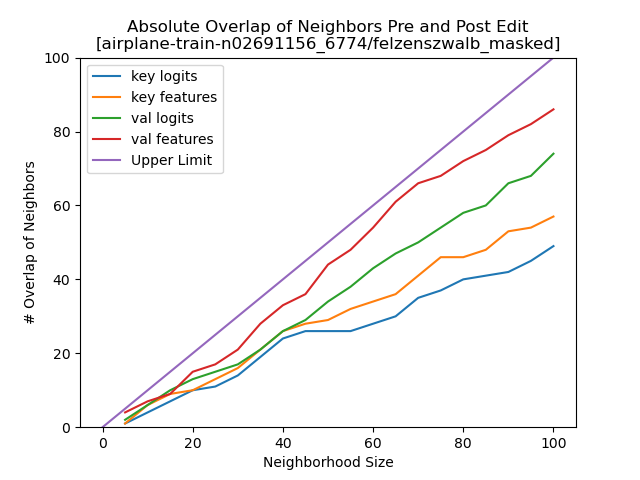 Absolute Overlap of Neighbors Pre and Post Edit
[airplane-train-n02691156_6774/felzenszwalb_masked]
key logits
key features
val logits
val features
Upper Limit
# Overlap of Neighbors
100
80
60
40
20
0
0 20 40 60 80 100
Neighborhood Size